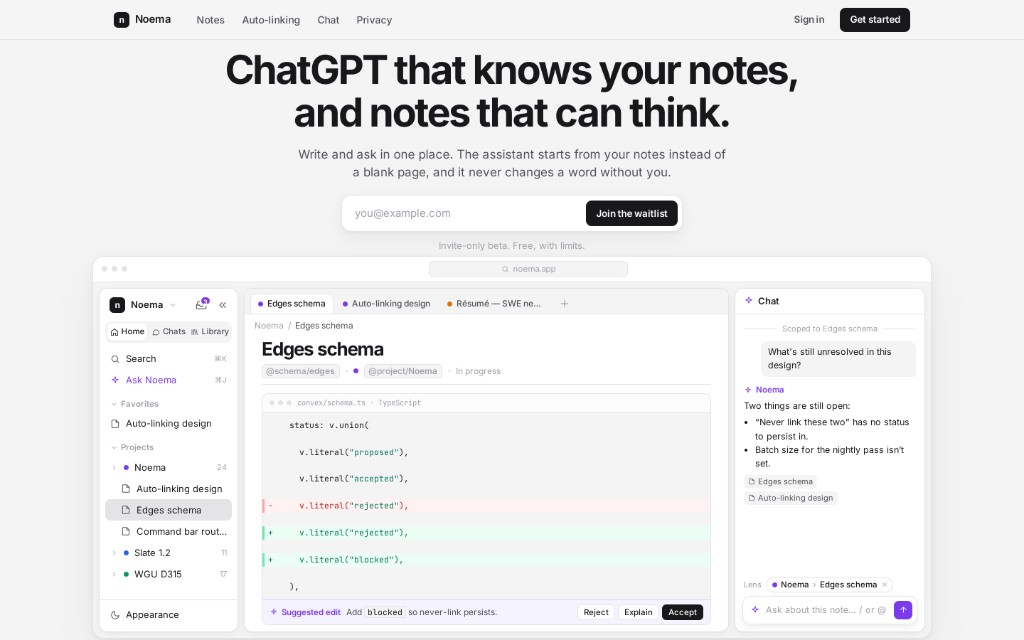 n Noema Notes Auto-linking Chat Privacy Sign in Get started
ChatGPT that knows your notes,
and notes that can think.
Write and ask in one place. The assistant starts from your notes instead of
a blank page, and it never changes a word without you.
you@example.com Join the waitlist
Invite-only beta. Free, with limits.
noema.app
n Noema
Home Chats Library
Search ⌘K
Ask Noema ⌘J
Favorites
Auto-linking design
Projects
Noema 24
Auto-linking design
Edges schema
Command bar rout...
Slate 1.2 11
WGU D315 17
Appearance
Edges schema Auto-linking design Résumé — SWE ne...
Noema / Edges schema
Edges schema
@schema/edges · @project/Noema · In progress
convex/schema.ts · TypeScript
status: v.union(
v.literal("proposed"),
v.literal("accepted"),
- v.literal("rejected"),
+ v.literal("rejected"),
+ v.literal("blocked"),
),
Suggested edit Add blocked so never-link persists. Reject Explain Accept
Chat
Scoped to Edges schema
What's still unresolved in this
design?
Noema
Two things are still open:
• “Never link these two” has no status
to persist in.
• Batch size for the nightly pass isn’t
set.
Edges schema
Auto-linking design
Lens Noema › Edges schema ×
Ask about this note... / or @